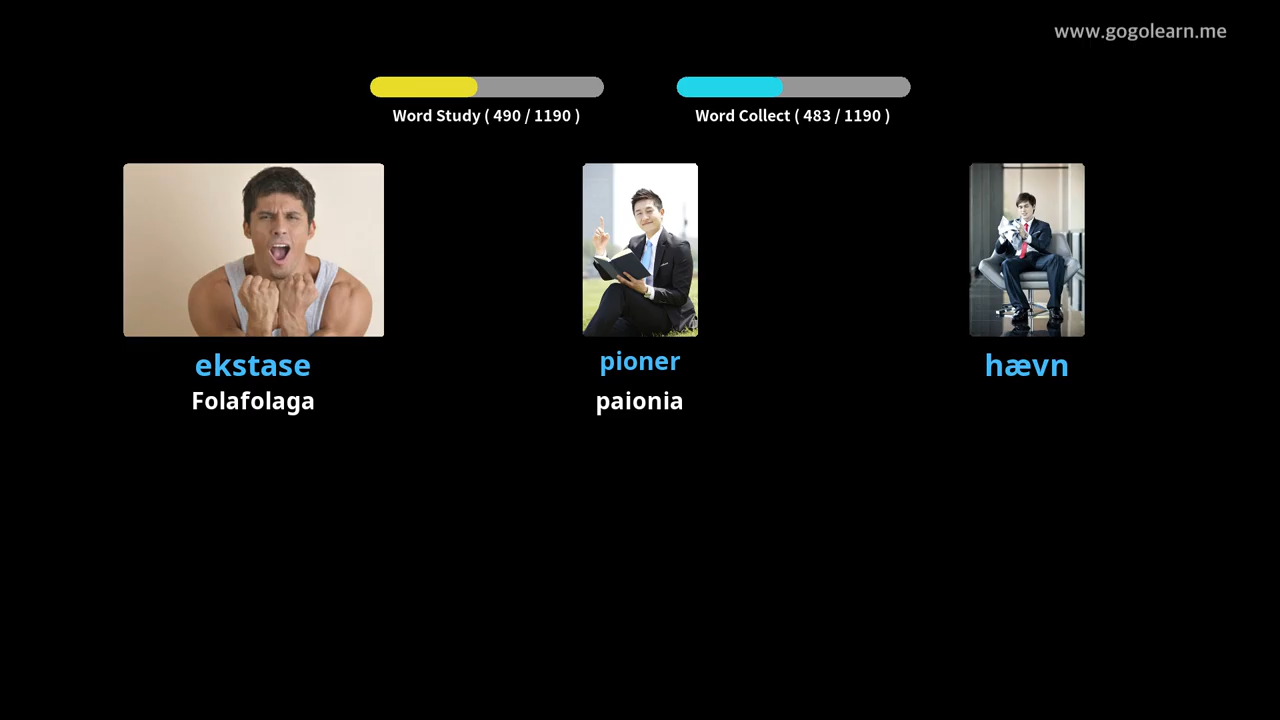 www.gogolearn.me
Word Study ( 490 / 1190 )
Word Collect ( 483 / 1190 )
ekstase
Folafolaga
pioner
paionia
hævn